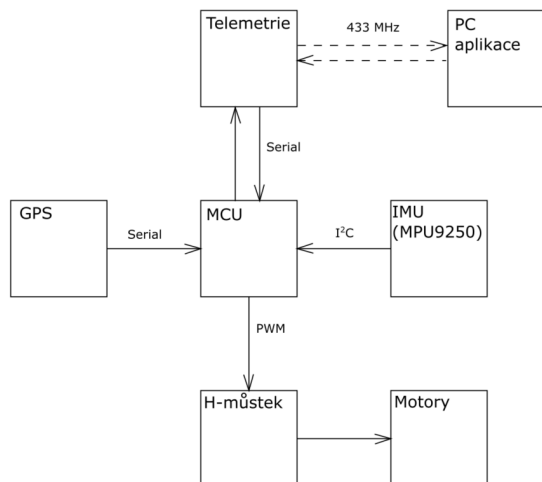 Telemetrie
433 MHz
PC
aplikace
Serial
GPS
Serial
MCU
I²C
IMU
(MPU9250)
PWM
H-můstek
Motory